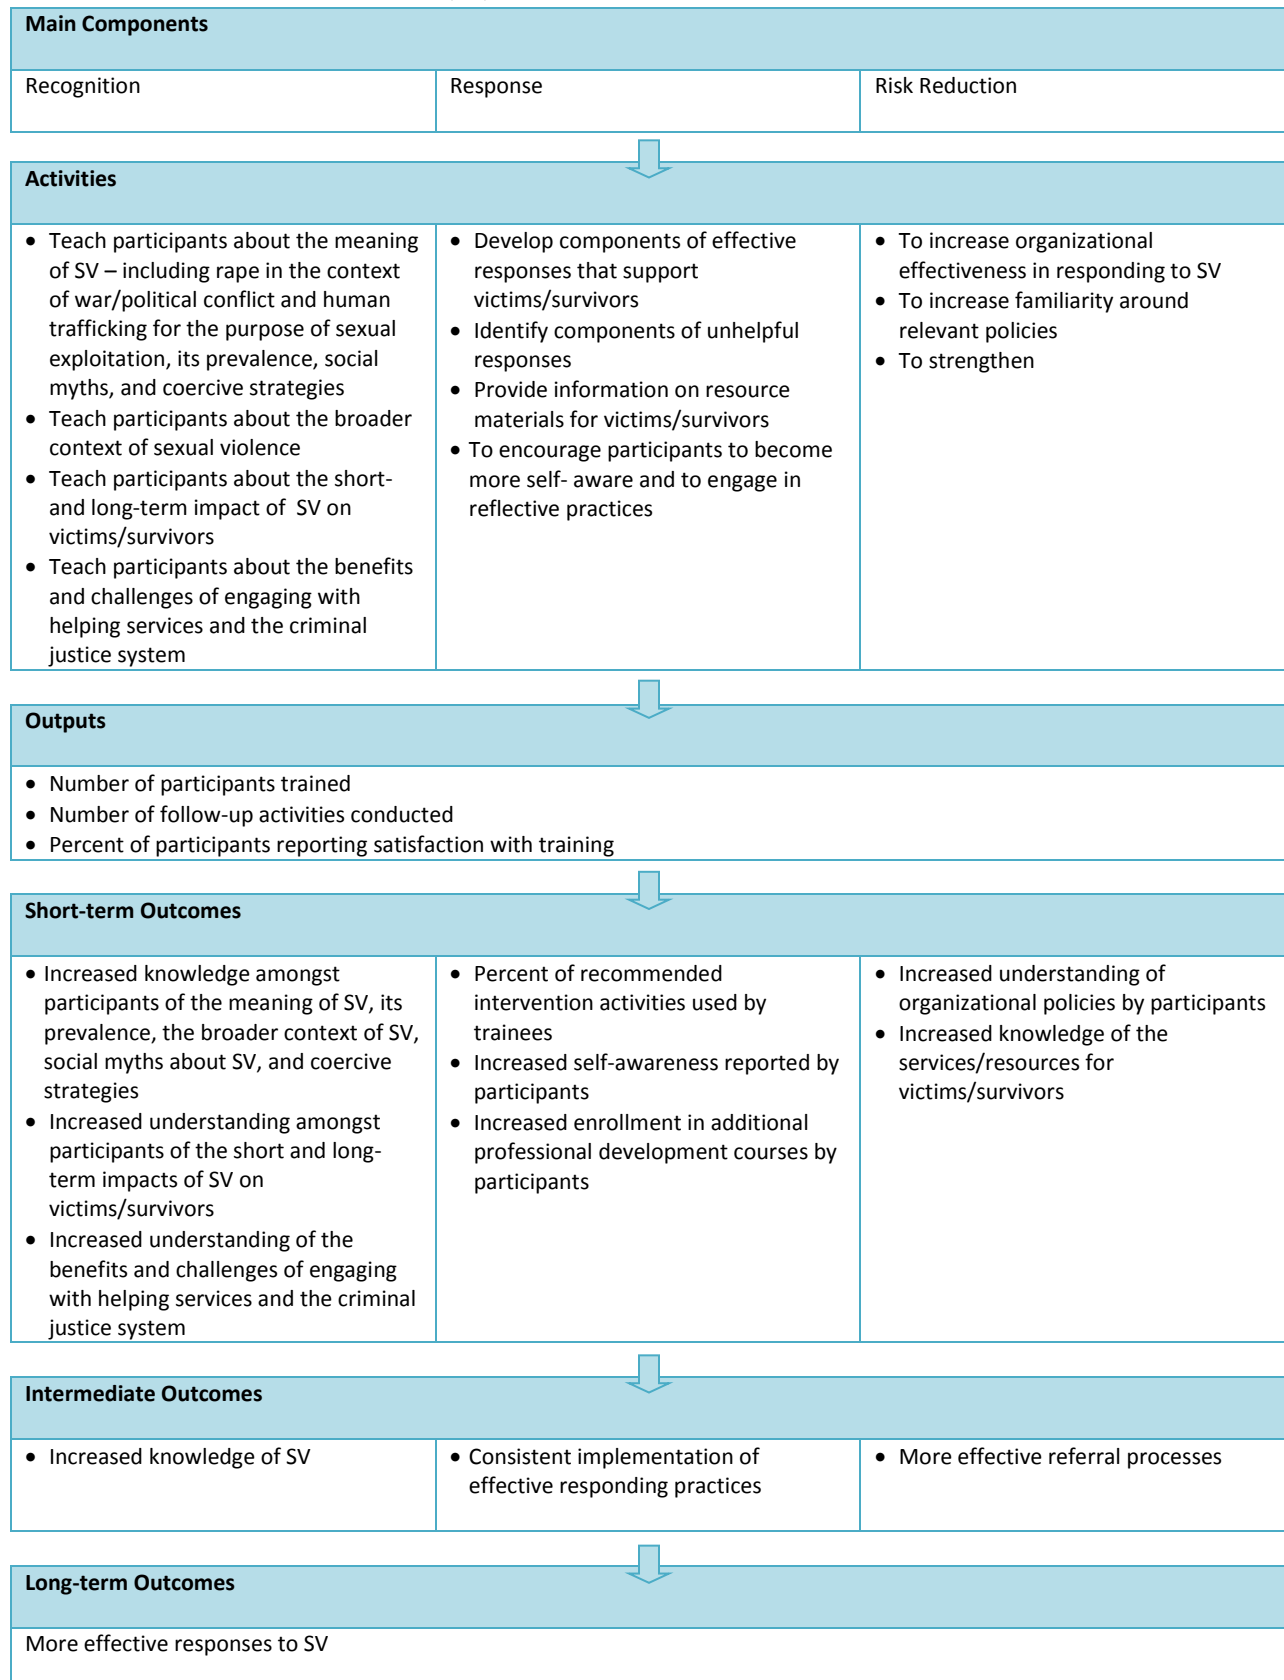 Main Components
Recognition
Response
Risk Reduction
Activities
• Teach participants about the meaning
of SV – including rape in the context
of war/political conflict and human
trafficking for the purpose of sexual
exploitation, its prevalence, social
myths, and coercive strategies
• Teach participants about the broader
context of sexual violence
• Teach participants about the short-
and long-term impact of  SV on
victims/survivors
• Teach participants about the benefits
and challenges of engaging with
helping services and the criminal
justice system
• Develop components of effective
responses that support
victims/survivors
• Identify components of unhelpful
responses
• Provide information on resource
materials for victims/survivors
• To encourage participants to become
more self- aware and to engage in
reflective practices
• To increase organizational
effectiveness in responding to SV
• To increase familiarity around
relevant policies
• To strengthen
Outputs
• Number of participants trained
• Number of follow-up activities conducted
• Percent of participants reporting satisfaction with training
Short-term Outcomes
• Increased knowledge amongst
participants of the meaning of SV, its
prevalence, the broader context of SV,
social myths about SV, and coercive
strategies
• Increased understanding amongst
participants of the short and long-
term impacts of SV on
victims/survivors
• Increased understanding of the
benefits and challenges of engaging
with helping services and the criminal
justice system
• Percent of recommended
intervention activities used by
trainees
• Increased self-awareness reported by
participants
• Increased enrollment in additional
professional development courses by
participants
• Increased understanding of
organizational policies by participants
• Increased knowledge of the
services/resources for
victims/survivors
Intermediate Outcomes
• Increased knowledge of SV
• Consistent implementation of
effective responding practices
• More effective referral processes
Long-term Outcomes
More effective responses to SV